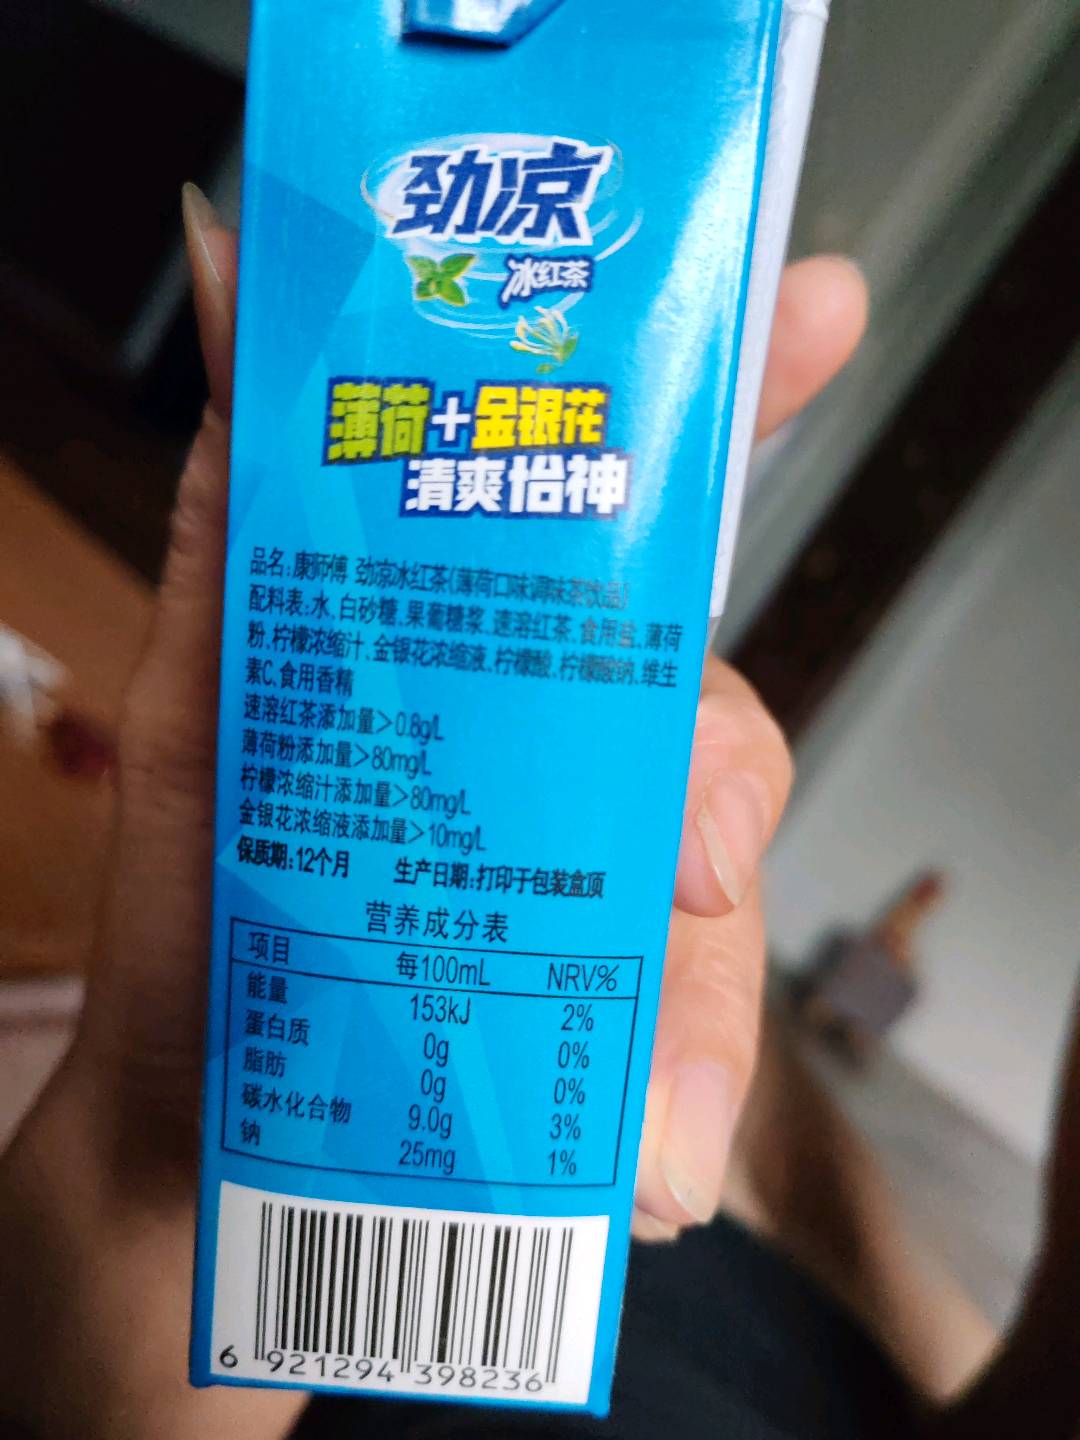 劲凉
冰红茶
薄荷+金银花
清爽怡神
品名:康师傅 劲凉冰红茶(薄荷口味调味茶饮品)
配料表:水、白砂糖、果葡糖浆、速溶红茶、食用盐、薄荷
粉、柠檬浓缩汁、金银花浓缩液、柠檬酸、柠檬酸钠、维生
素C、食用香精
速溶红茶添加量>0.8g/L
薄荷粉添加量>80mg/L
柠檬浓缩汁添加量>80mg/L
金银花浓缩液添加量>10mg/L
保质期:12个月 生产日期:打印于包装盒顶
营养成分表
项目 每100mL NRV%
能量 153kJ 2%
蛋白质 0g 0%
脂肪 0g 0%
碳水化合物 9.0g 3%
钠 25mg 1%
6 921294 398236